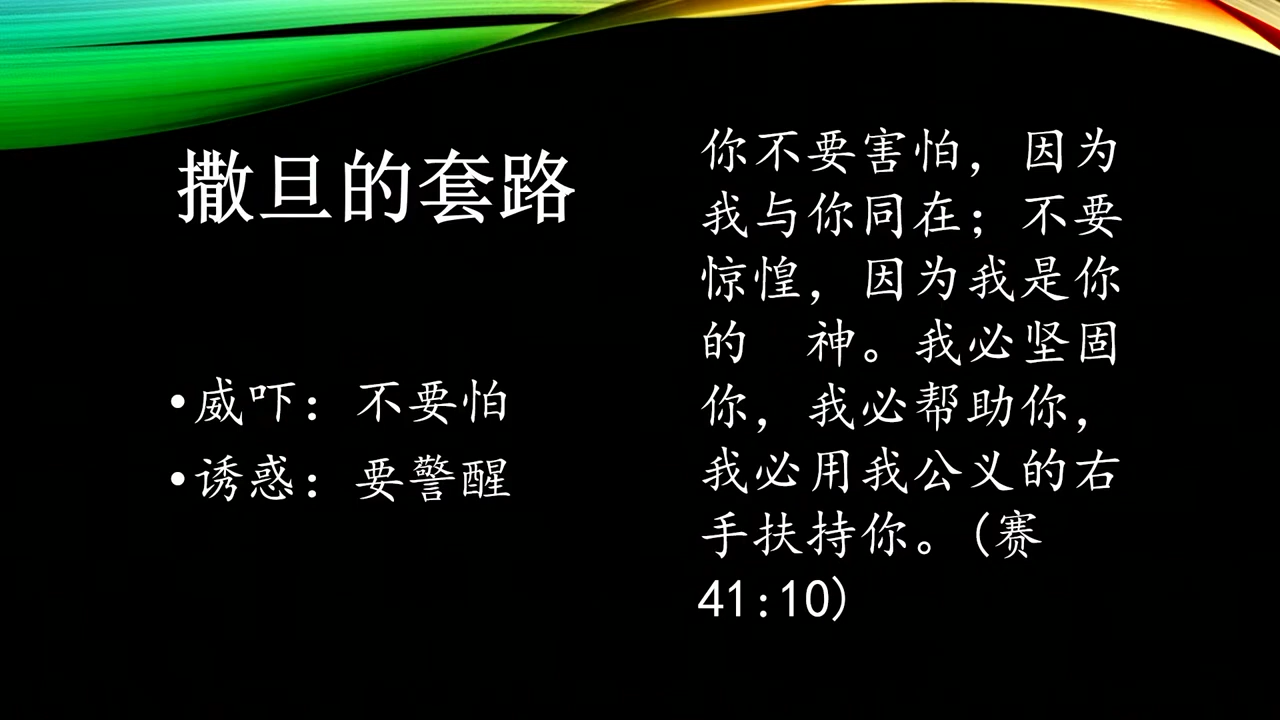 撒旦的套路
•威吓：不要怕
•诱惑：要警醒
你不要害怕，因为
我与你同在；不要
惊惶，因为我是你
的　神。我必坚固
你，我必帮助你，
我必用我公义的右
手扶持你。(赛
41:10)